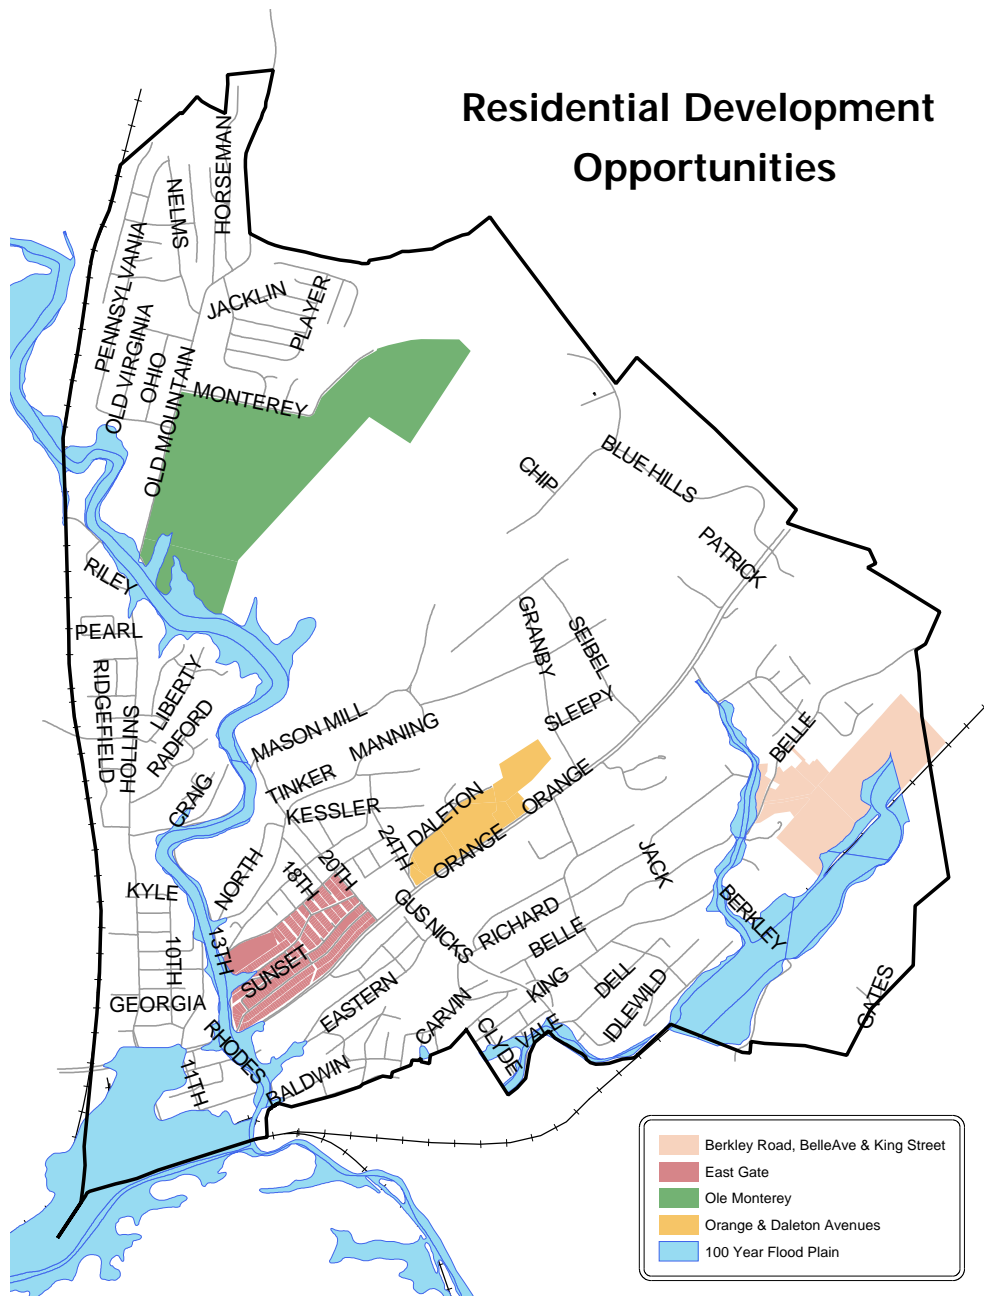 Residential Development
Opportunities
HORSEMAN
NELMS
PENNSYLVANIA
JACKLIN
PLAYER
OLD VIRGINIA
OHIO
OLD MOUNTAIN
MONTEREY
CHIP
BLUE HILLS
PATRICK
RILEY
PEARL
GRANBY
SEIBEL
LIBERTY
RIDGEFIELD
HOLLINS
RADFORD
SLEEPY
MASON MILL
MANNING
BELLE
TINKER
CRAIG
KESSLER
DALETON
ORANGE
ORANGE
24TH
20TH
18TH
NORTH
JACK
KYLE
GUS NICKS
BERKLEY
RICHARD
BELLE
13TH
10TH
SUNSET
KING
DELL
IDLEWILD
GATES
GEORGIA
EASTERN
CARVIN
VALE
CLYDE
RHODES
11TH
BALDWIN
Berkley Road, BelleAve & King Street
East Gate
Ole Monterey
Orange & Daleton Avenues
100 Year Flood Plain